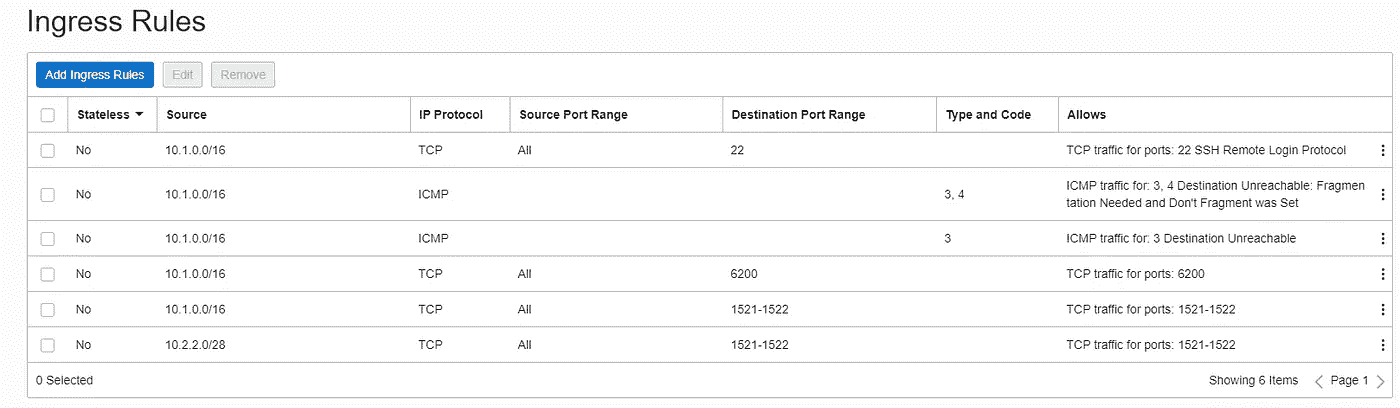 Ingress Rules
Add Ingress Rules Edit Remove
Stateless Source IP Protocol Source Port Range Destination Port Range Type and Code Allows
No 10.1.0.0/16 TCP All 22 TCP traffic for ports: 22 SSH Remote Login Protocol
No 10.1.0.0/16 ICMP 3, 4 ICMP traffic for: 3, 4 Destination Unreachable: Fragmen
tation Needed and Don't Fragment was Set
No 10.1.0.0/16 ICMP 3 ICMP traffic for: 3 Destination Unreachable
No 10.1.0.0/16 TCP All 6200 TCP traffic for ports: 6200
No 10.1.0.0/16 TCP All 1521-1522 TCP traffic for ports: 1521-1522
No 10.2.2.0/28 TCP All 1521-1522 TCP traffic for ports: 1521-1522
0 Selected Showing 6 Items Page 1